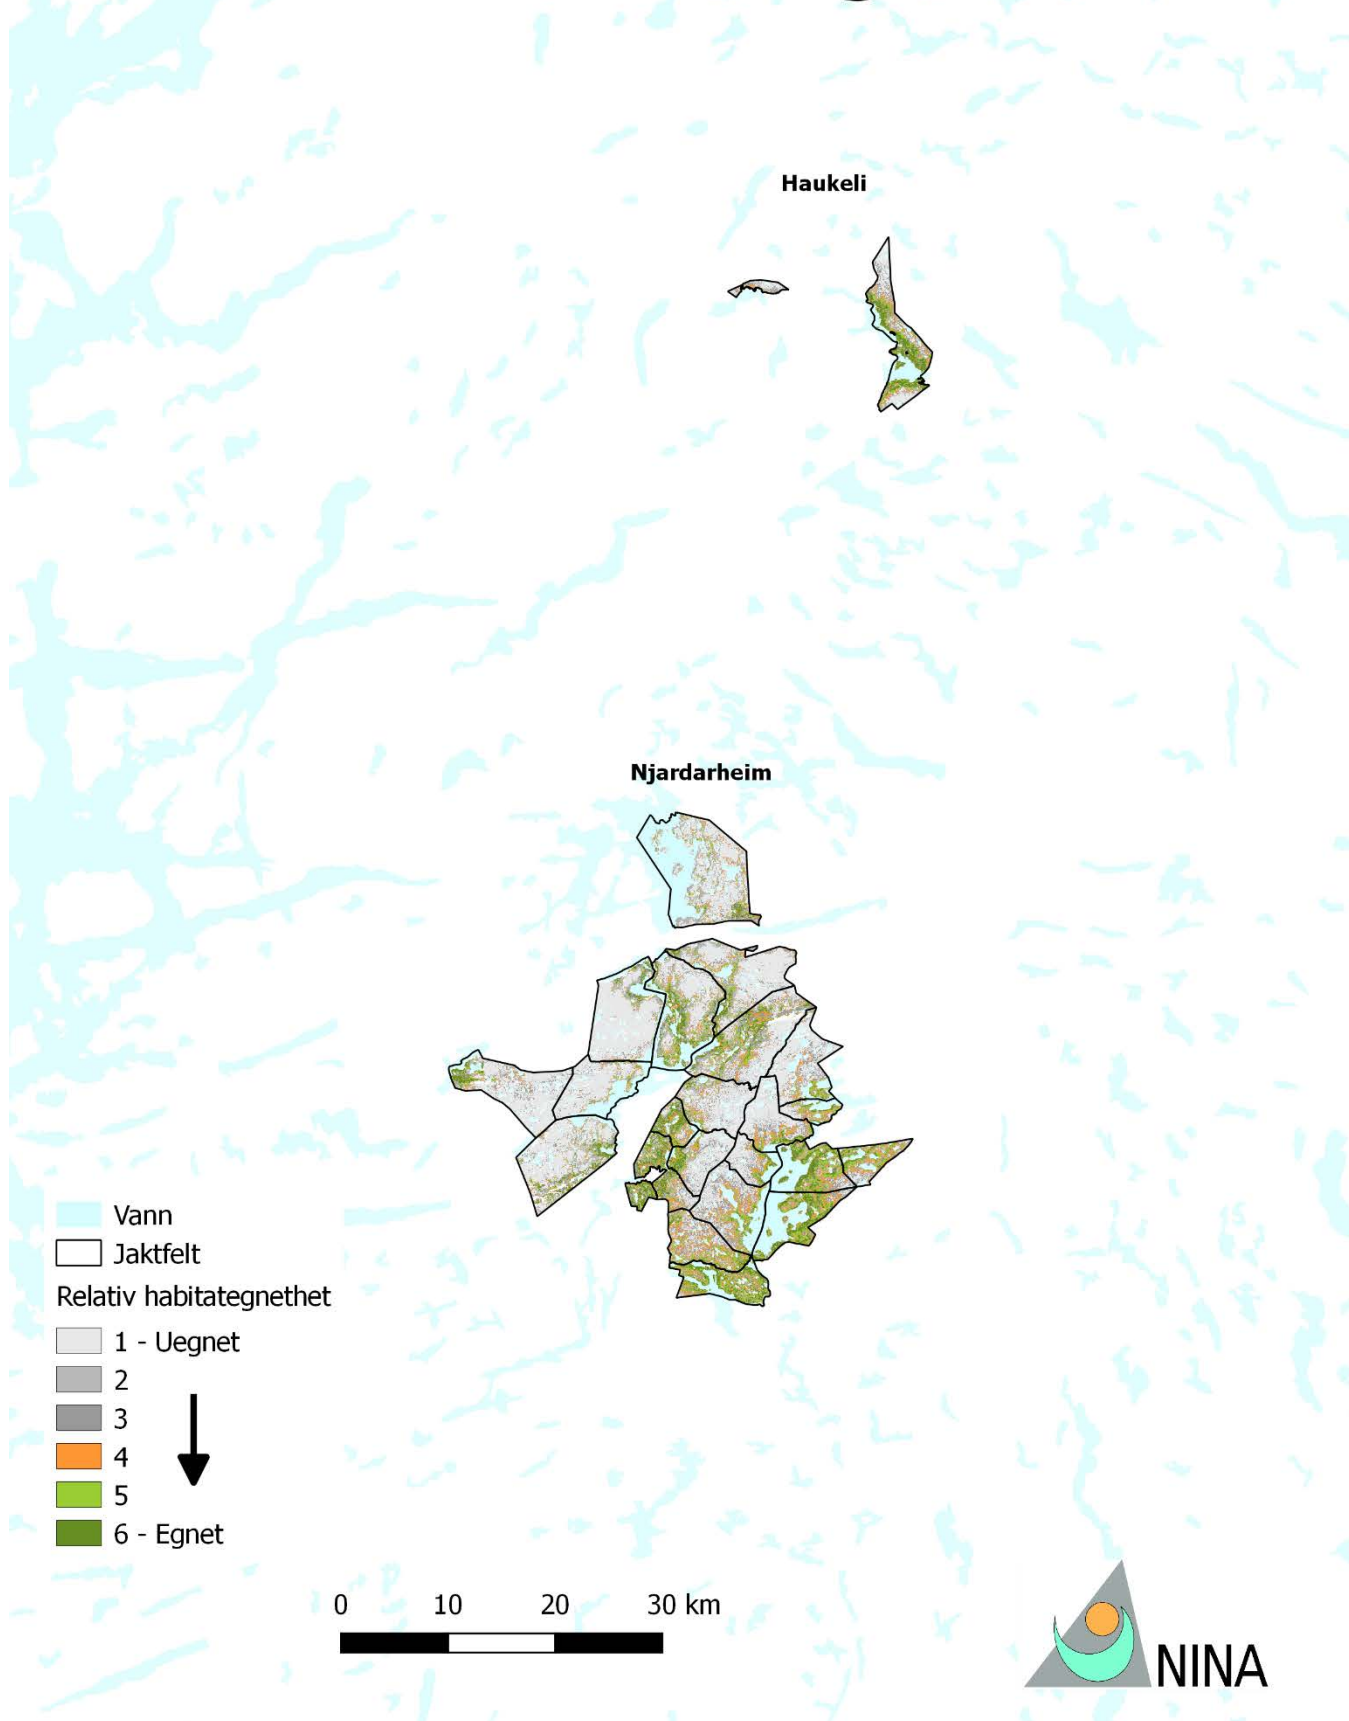 Haukeli
Njardarheim
Vann
Jaktfelt
Relativ habitategnethet
1 - Uegnet
2
3
4
5
6 - Egnet
0 10 20 30 km
NINA